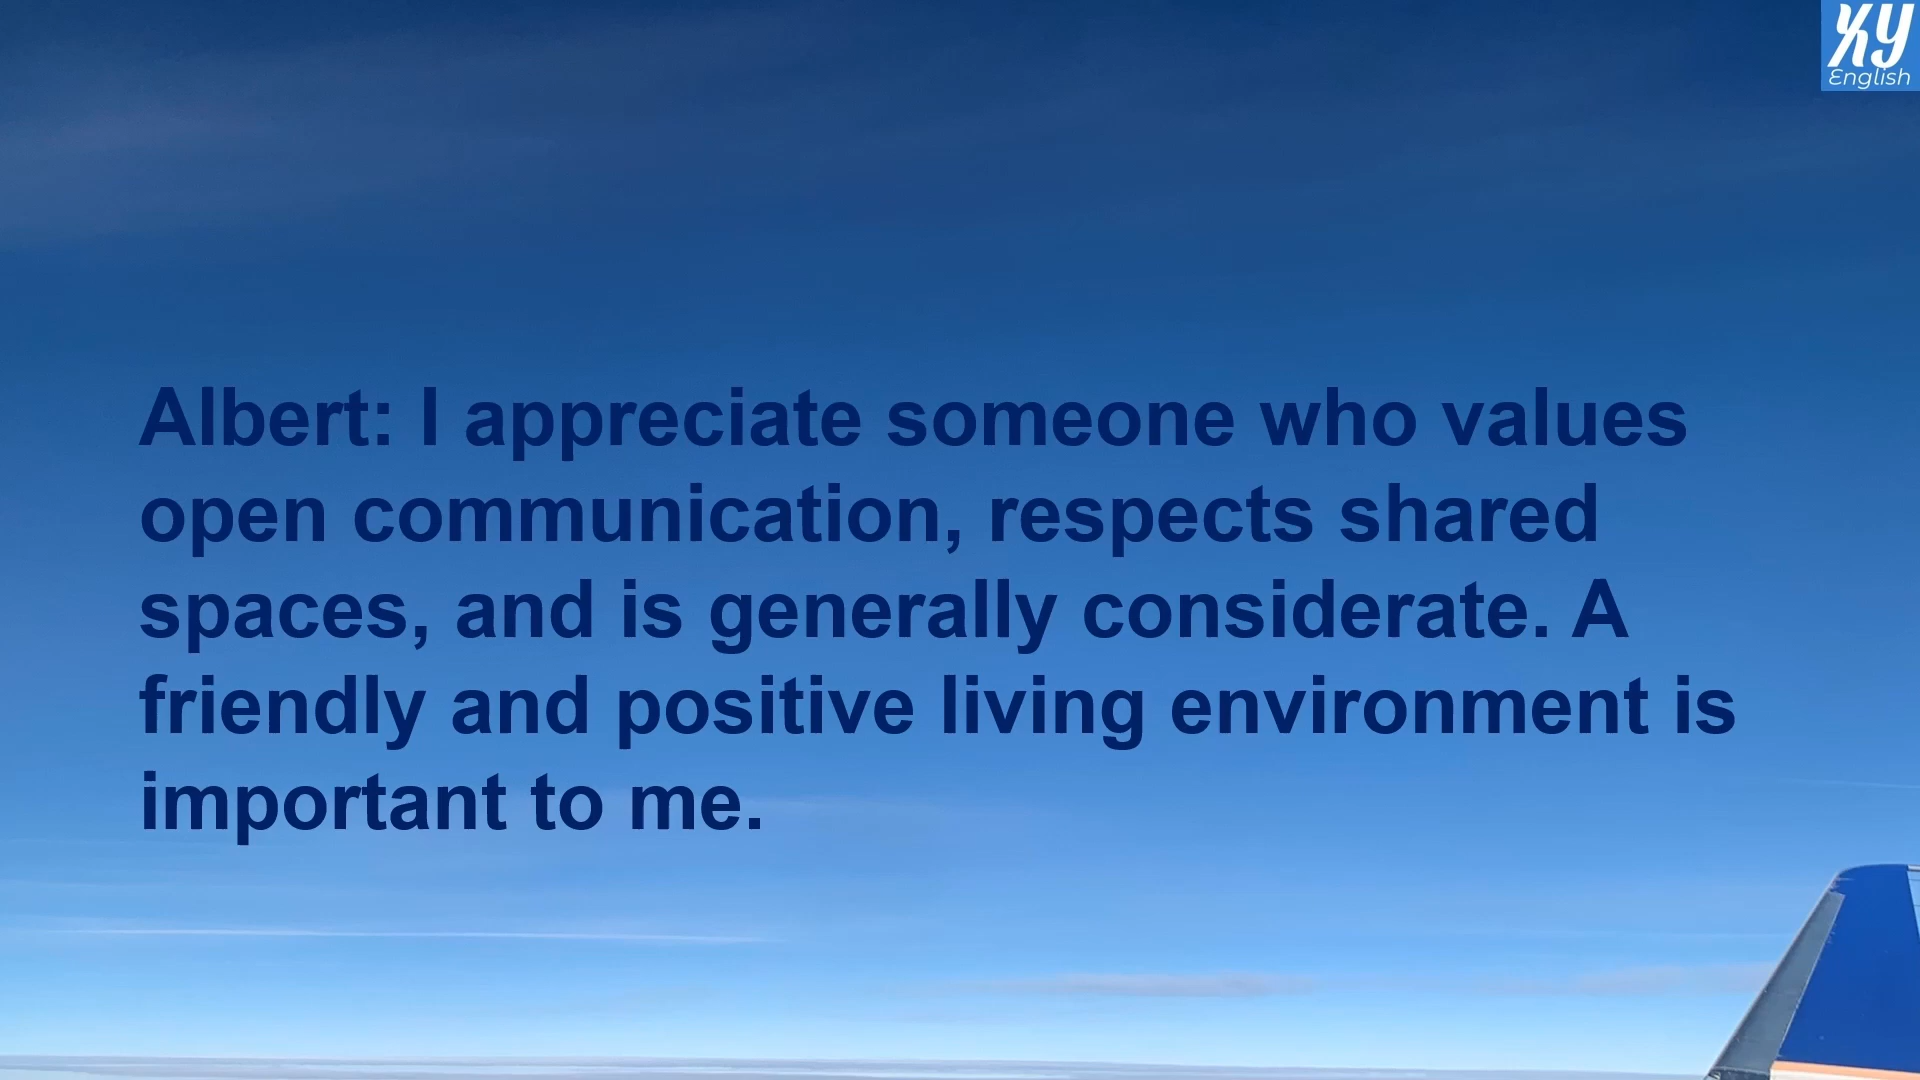 XY
English
Albert: I appreciate someone who values
open communication, respects shared
spaces, and is generally considerate. A
friendly and positive living environment is
important to me.